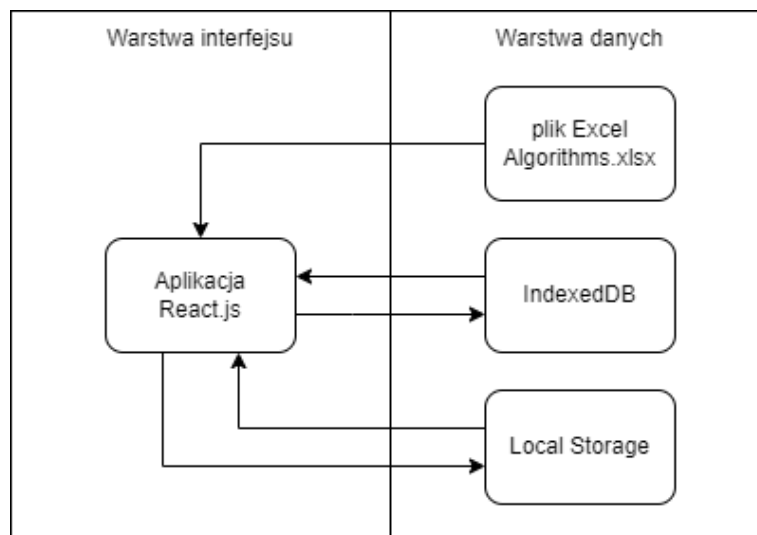 Warstwa interfejsu
Warstwa danych
plik Excel
Algorithms.xlsx
Aplikacja
React.js
IndexedDB
Local Storage